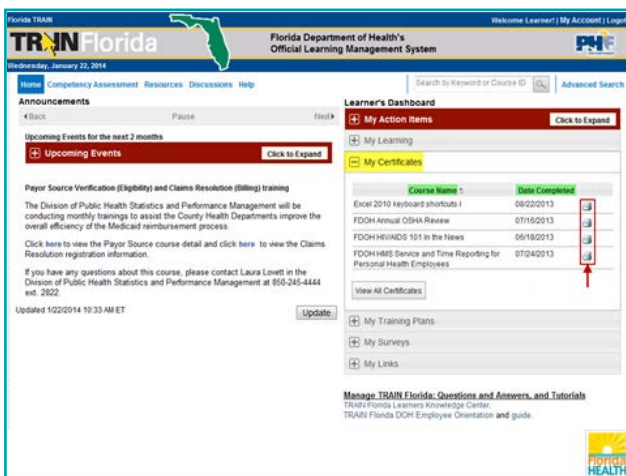 Florida TRAIN
Welcome Learner! | My Account | Logoff
TRAIN Florida
Florida Department of Health's
Official Learning Management System
PHF
Wednesday, January 22, 2014
Home Competency Assessment Resources Discussions Help
Search by Keyword or Course ID
Advanced Search
Announcements
Back Pause Next
Upcoming Events for the next 2 months
Upcoming Events Click to Expand
Payor Source Verification (Eligibility) and Claims Resolution (Billing) training
The Division of Public Health Statistics and Performance Management will be
conducting monthly trainings to assist the County Health Departments improve the
overall efficiency of the Medicaid reimbursement process.
Click here to view the Payor Source course detail and click here to view the Claims
Resolution registration information.
If you have any questions about this course, please contact Laura Lovett in the
Division of Public Health Statistics and Performance Management at 850-245-4444
ext. 2822.
Updated 1/22/2014 10:33 AM ET
Update
Learner's Dashboard
My Action Items Click to Expand
My Learning
My Certificates
Course Name Date Completed
Excel 2010 keyboard shortcuts I 08/22/2013
FDOH Annual OSHA Review 07/16/2013
FDOH HIV/AIDS 101 In the News 06/18/2013
FDOH HMS Service and Time Reporting for 07/24/2013
Personal Health Employees
View All Certificates
My Training Plans
My Surveys
My Links
Manage TRAIN Florida: Questions and Answers, and Tutorials
TRAIN Florida Learners Knowledge Center.
TRAIN Florida DOH Employee Orientation and guide.
Florida
HEALTH